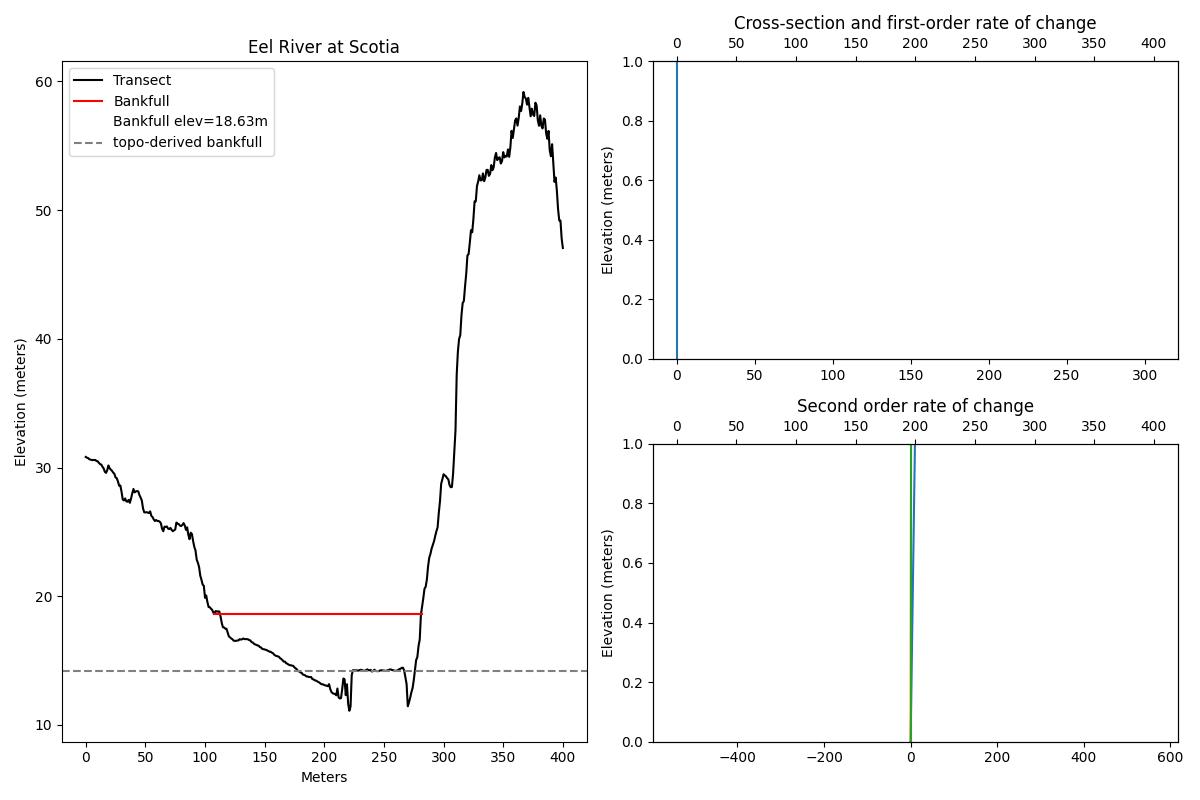 Eel River at Scotia
Transect
Bankfull
Bankfull elev=18.63m
topo-derived bankfull
60
50
40
30
20
10
Elevation (meters)
0 50 100 150 200 250 300 350 400
Meters
Cross-section and first-order rate of change
0 50 100 150 200 250 300 350 400
1.0
0.8
0.6
0.4
0.2
0.0
Elevation (meters)
0 50 100 150 200 250 300
Second order rate of change
0 50 100 150 200 250 300 350 400
1.0
0.8
0.6
0.4
0.2
0.0
Elevation (meters)
−400 −200 0 200 400 600